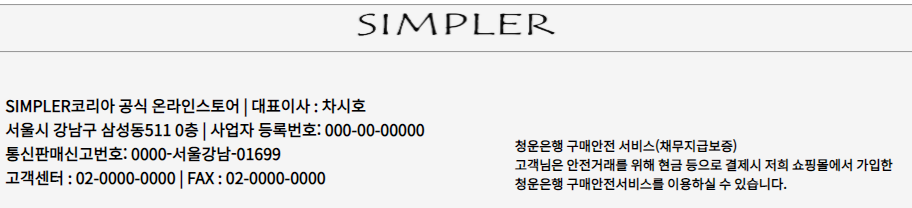 SIMPLER
SIMPLER코리아 공식 온라인스토어 | 대표이사 : 차시호
서울시 강남구 삼성동511 0층 | 사업자 등록번호: 000-00-00000
통신판매신고번호: 0000-서울강남-01699
고객센터 : 02-0000-0000 | FAX : 02-0000-0000
청운은행 구매안전 서비스(채무지급보증)
고객님은 안전거래를 위해 현금 등으로 결제시 저희 쇼핑몰에서 가입한
청운은행 구매안전서비스를 이용하실 수 있습니다.